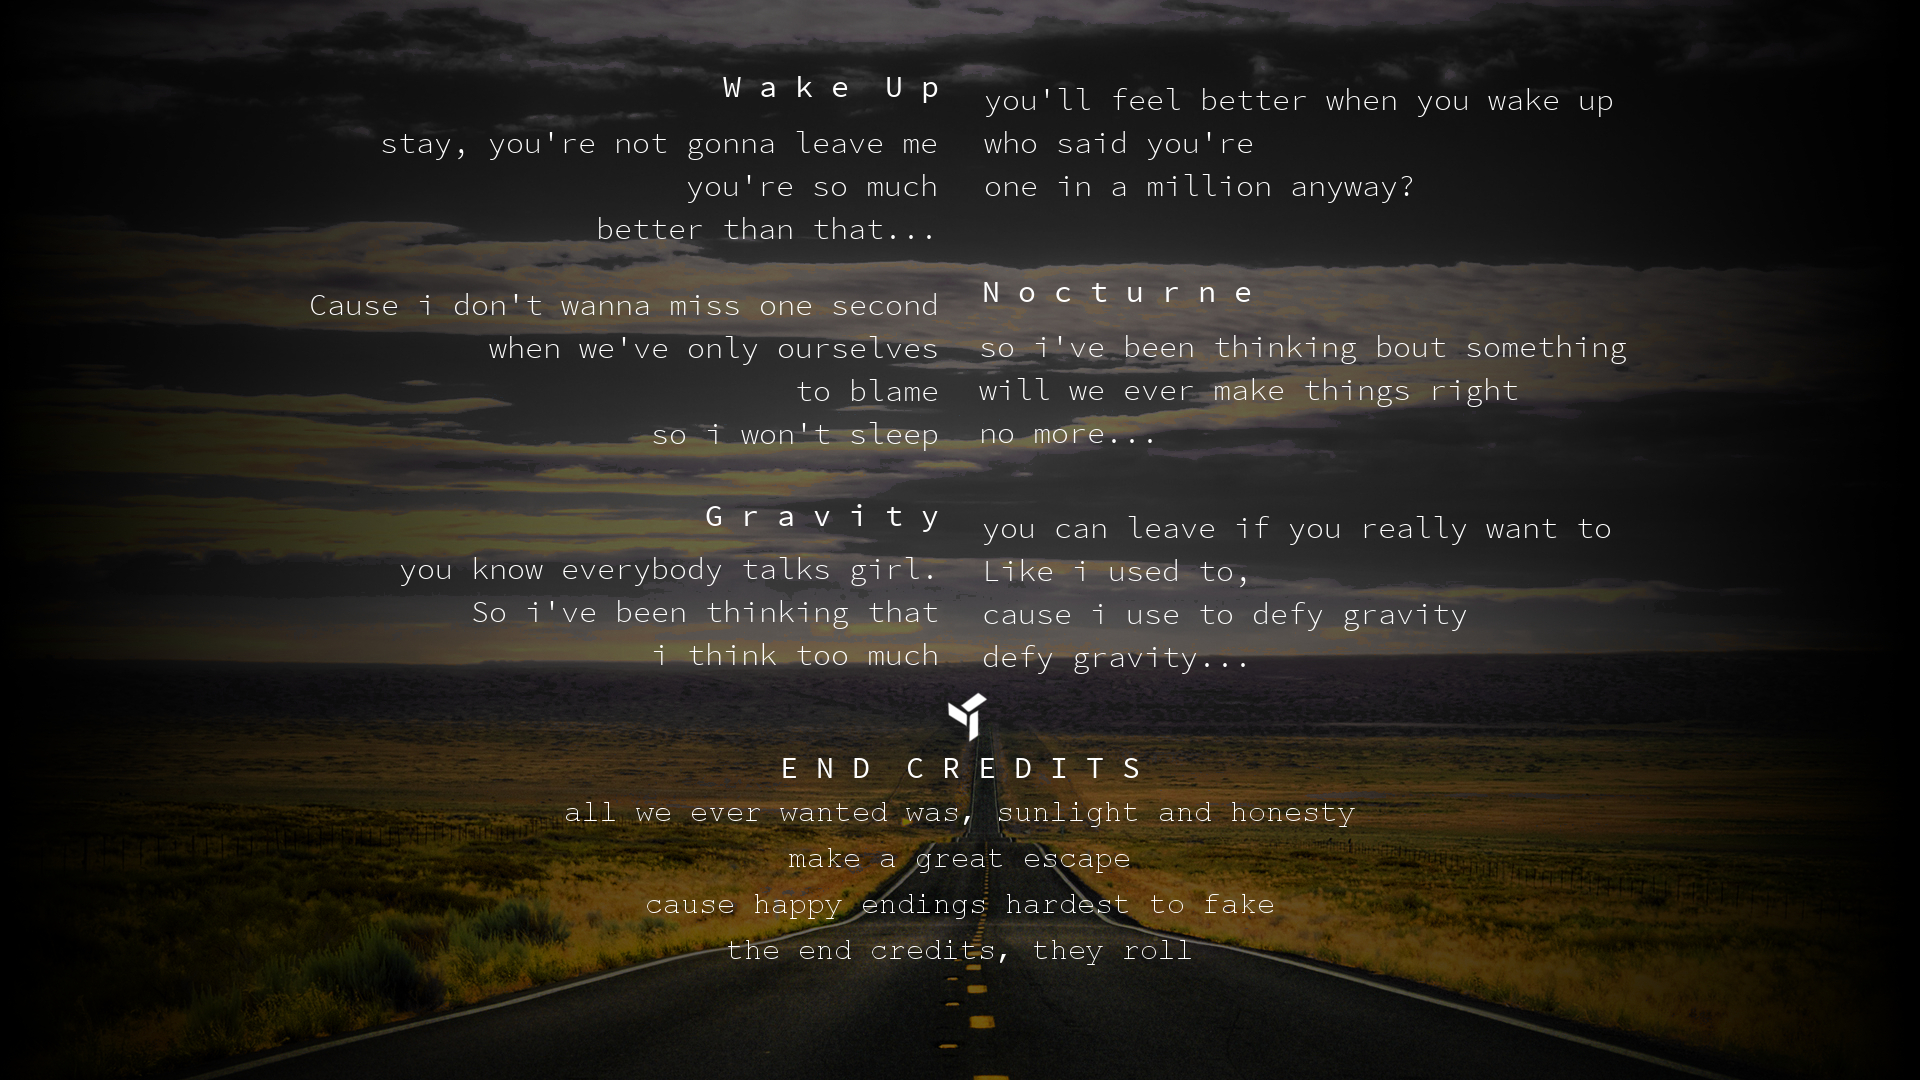 Wake Up
stay, you're not gonna leave me
you're so much
better than that...
you'll feel better when you wake up
who said you're
one in a million anyway?
Cause i don't wanna miss one second
when we've only ourselves
to blame
so i won't sleep
Nocturne
so i've been thinking bout something
will we ever make things right
no more...
Gravity
you know everybody talks girl.
So i've been thinking that
i think too much
you can leave if you really want to
Like i used to,
cause i use to defy gravity
defy gravity...
END CREDITS
all we ever wanted was, sunlight and honesty
make a great escape
cause happy endings hardest to fake
the end credits, they roll